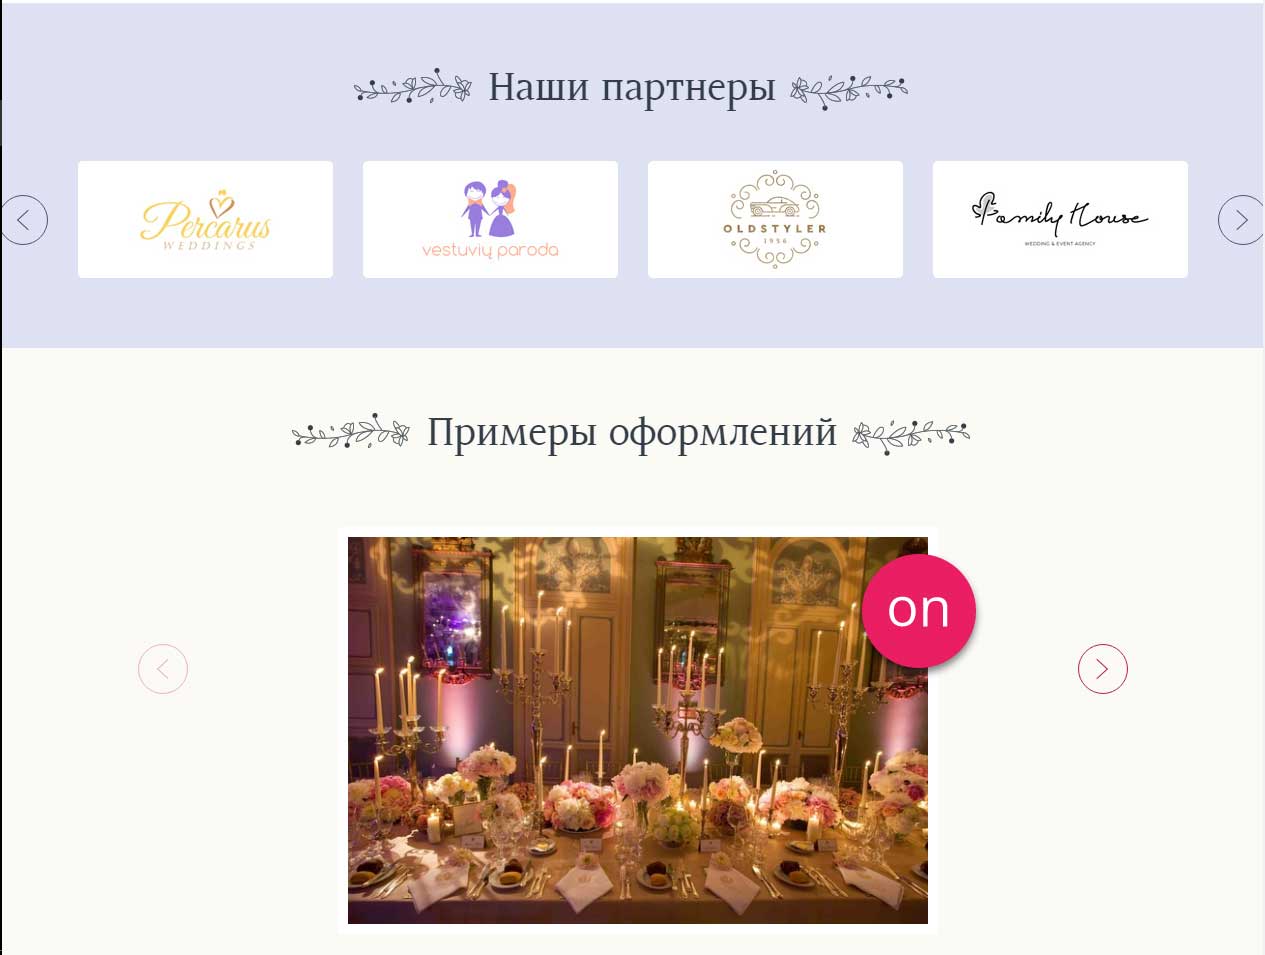 Наши партнеры
Percarus
WEDDINGS
vestuvių paroda
OLDSTYLER
1956
Family House
WEDDING & EVENT AGENCY
Примеры оформлений
on